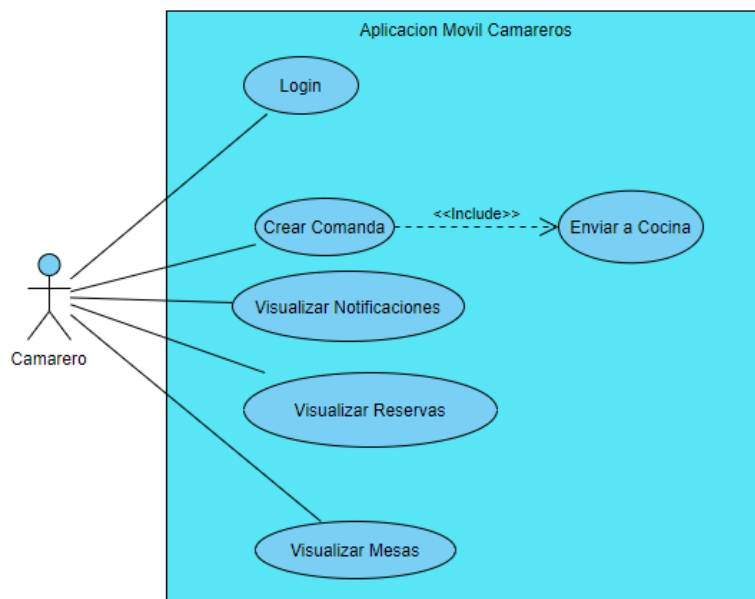 Aplicacion Movil Camareros
Login
Crear Comanda
<<Include>>
Enviar a Cocina
Visualizar Notificaciones
Camarero
Visualizar Reservas
Visualizar Mesas